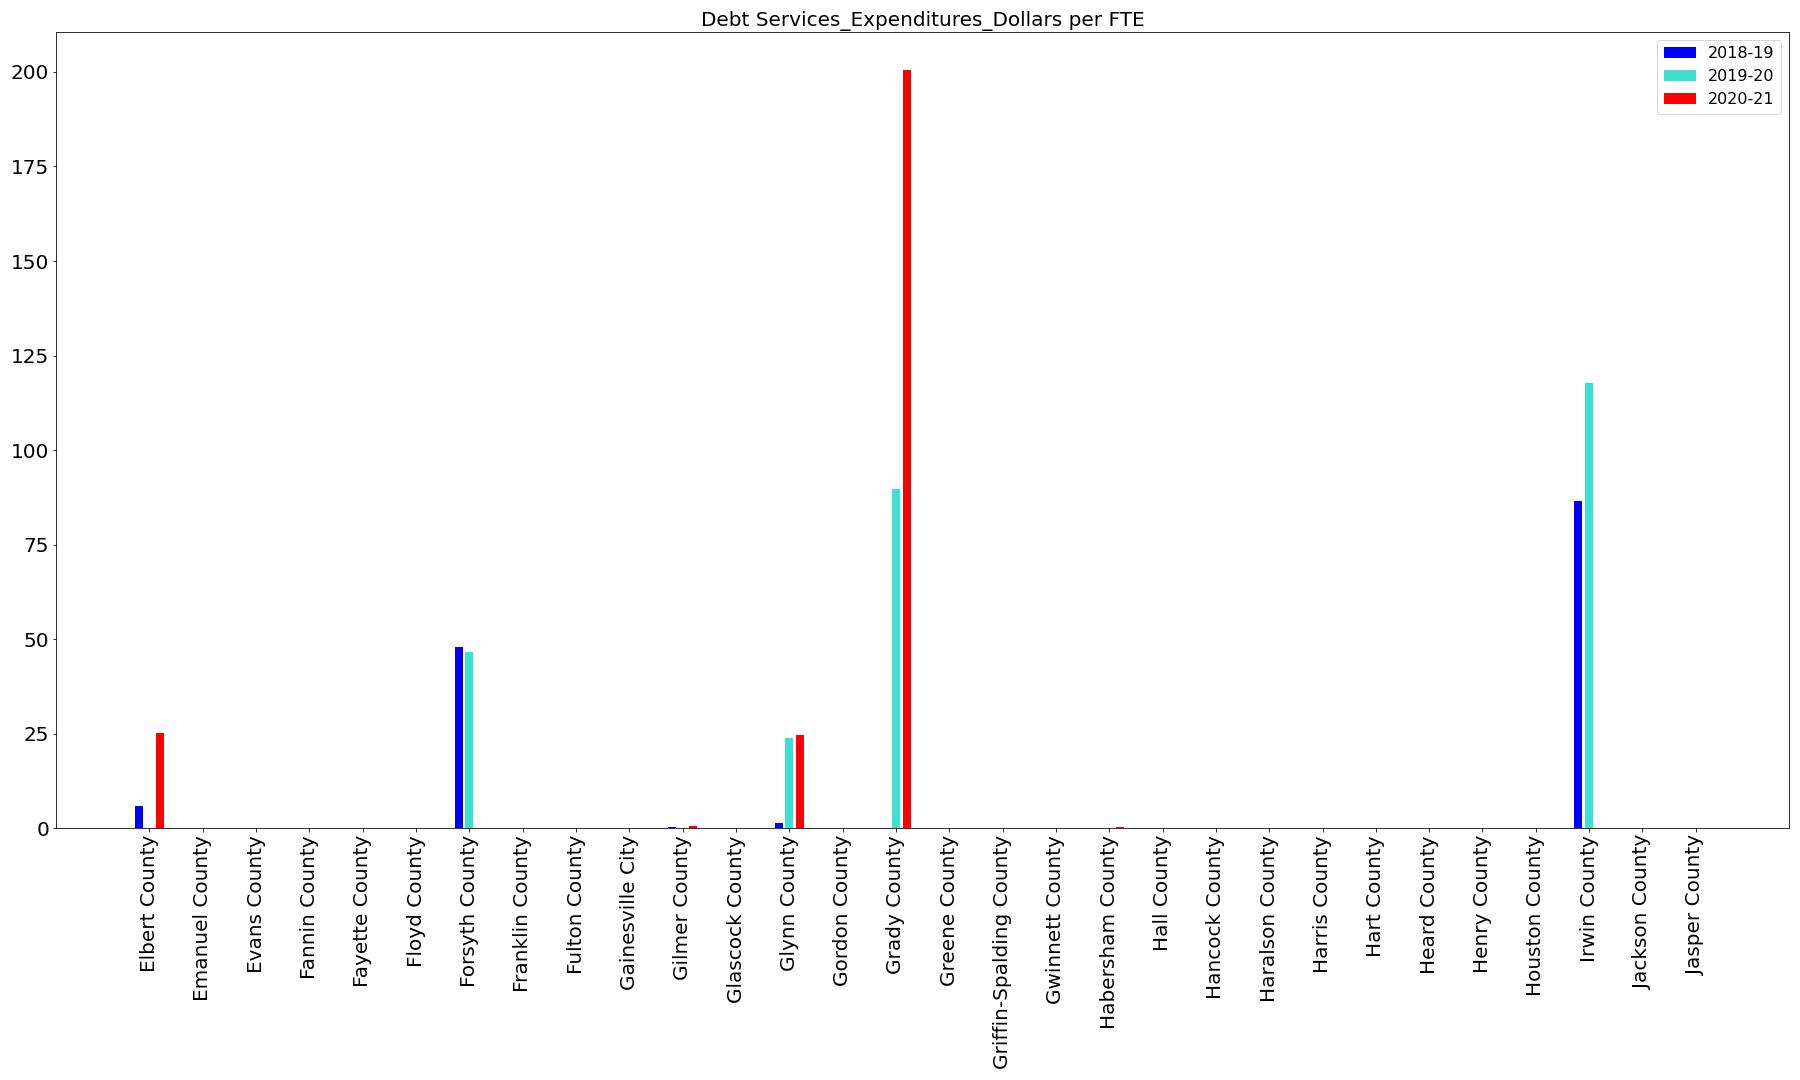 Debt Services_Expenditures_Dollars per FTE
2018-19
2019-20
2020-21
200
175
150
125
100
75
50
25
0
Elbert County
Emanuel County
Evans County
Fannin County
Fayette County
Floyd County
Forsyth County
Franklin County
Fulton County
Gainesville City
Gilmer County
Glascock County
Glynn County
Gordon County
Grady County
Greene County
Griffin-Spalding County
Gwinnett County
Habersham County
Hall County
Hancock County
Haralson County
Harris County
Hart County
Heard County
Henry County
Houston County
Irwin County
Jackson County
Jasper County